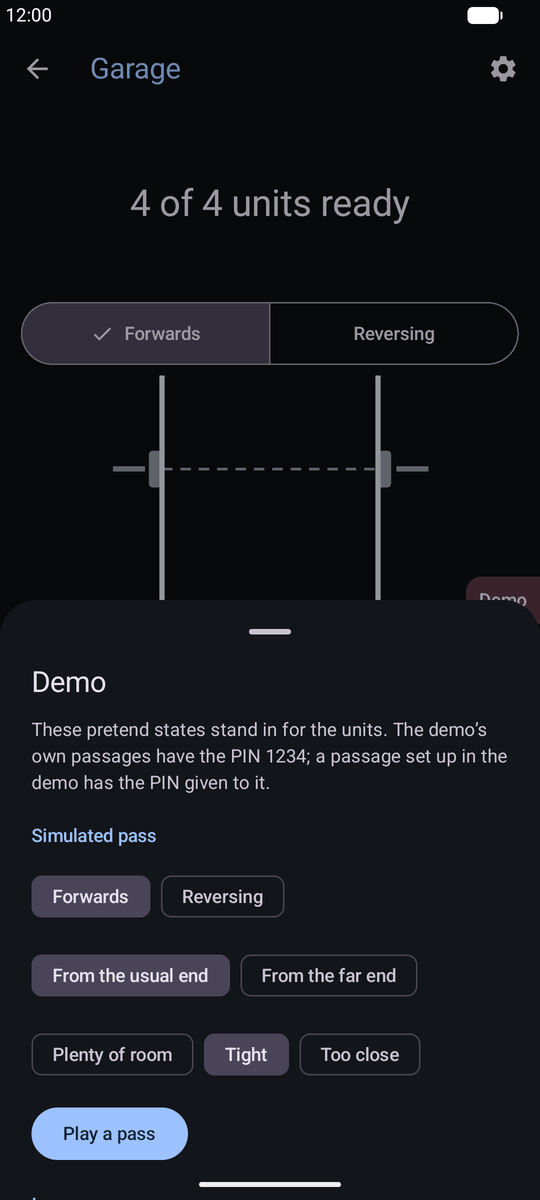 12:00
Garage
4 of 4 units ready
Forwards
Reversing
Demo
Demo
These pretend states stand in for the units. The demo’s
own passages have the PIN 1234; a passage set up in the
demo has the PIN given to it.
Simulated pass
Forwards
Reversing
From the usual end
From the far end
Plenty of room
Tight
Too close
Play a pass